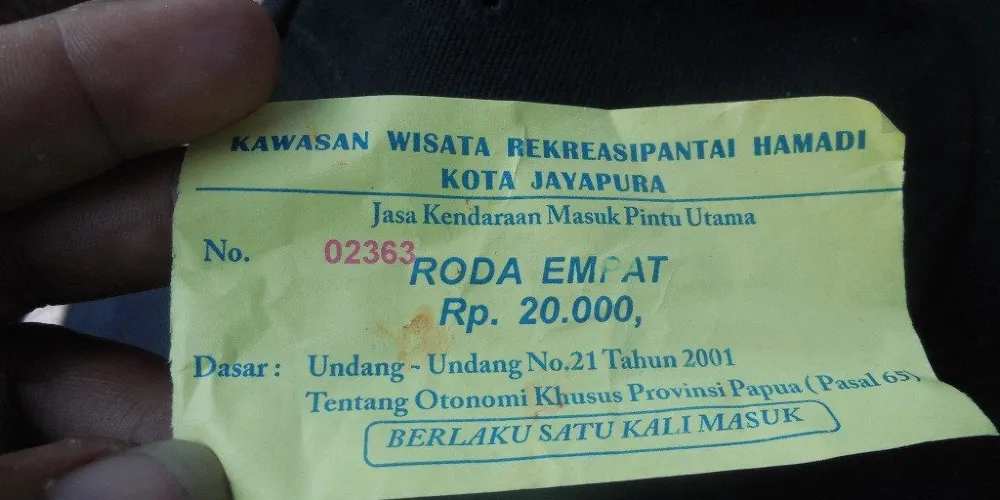 KAWASAN WISATA REKREASIPANTAI HAMADI
KOTA JAYAPURA
Jasa Kendaraan Masuk Pintu Utama
No. 02363
RODA EMPAT
Rp. 20.000,
Dasar : Undang - Undang No.21 Tahun 2001
Tentang Otonomi Khusus Provinsi Papua ( Pasal 65)
BERLAKU SATU KALI MASUK